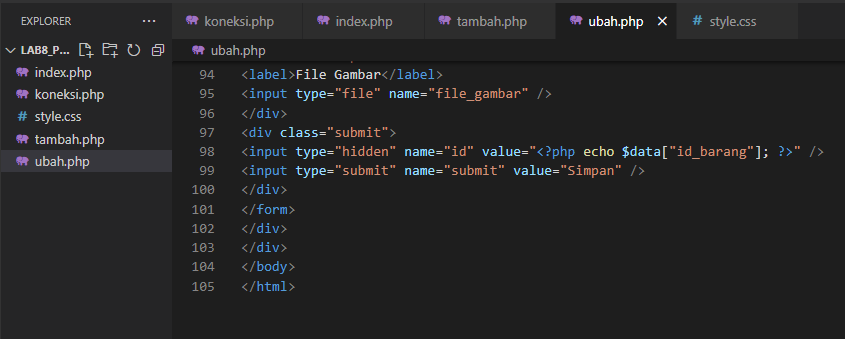 EXPLORER
LAB8_P...
index.php
koneksi.php
style.css
tambah.php
ubah.php
koneksi.php index.php tambah.php ubah.php style.css
ubah.php
94 <label>File Gambar</label>
95 <input type="file" name="file_gambar" />
96 </div>
97 <div class="submit">
98 <input type="hidden" name="id" value="<?php echo $data["id_barang"]; ?>" />
99 <input type="submit" name="submit" value="Simpan" />
100 </div>
101 </form>
102 </div>
103 </div>
104 </body>
105 </html>